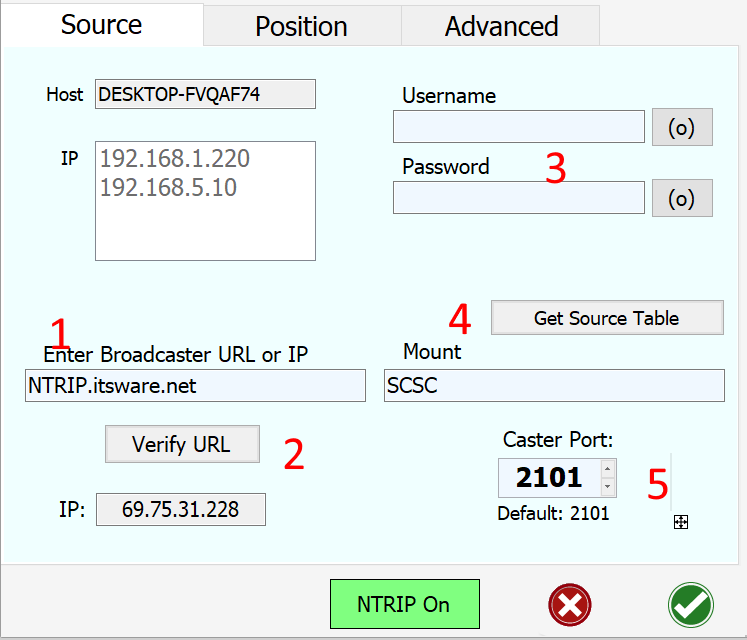 Source
Position
Advanced
Host
DESKTOP-FVQAF74
IP
192.168.1.220
192.168.5.10
Username
(o)
Password
3
(o)
1
Enter Broadcaster URL or IP
NTRIP.itsware.net
4
Get Source Table
Mount
SCSC
Verify URL
2
IP:
69.75.31.228
Caster Port:
2101
5
Default: 2101
NTRIP On